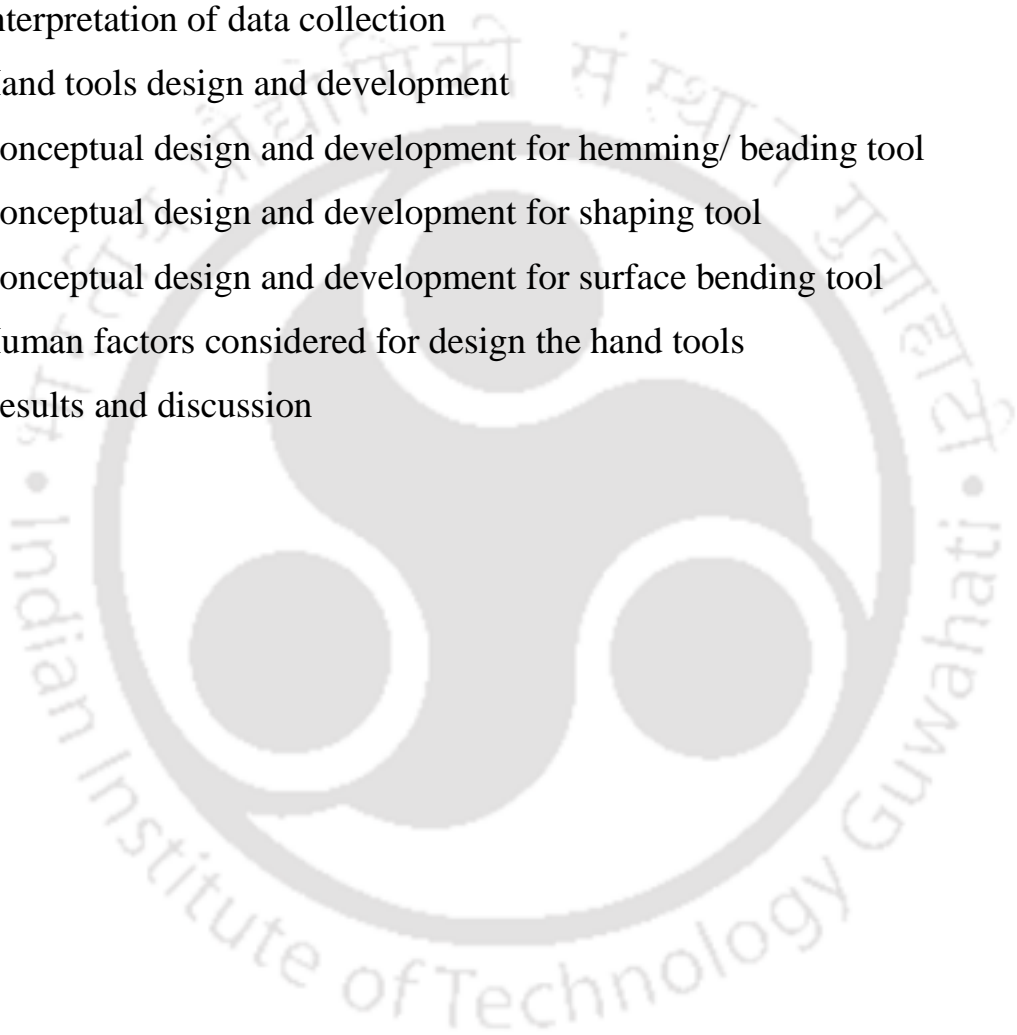 nterpretation of data collection
and tools design and development
onceptual design and development for hemming/ beading tool
onceptual design and development for shaping tool
onceptual design and development for surface bending tool
uman factors considered for design the hand tools
esults and discussion
Indian Institute of Technology Guwahati